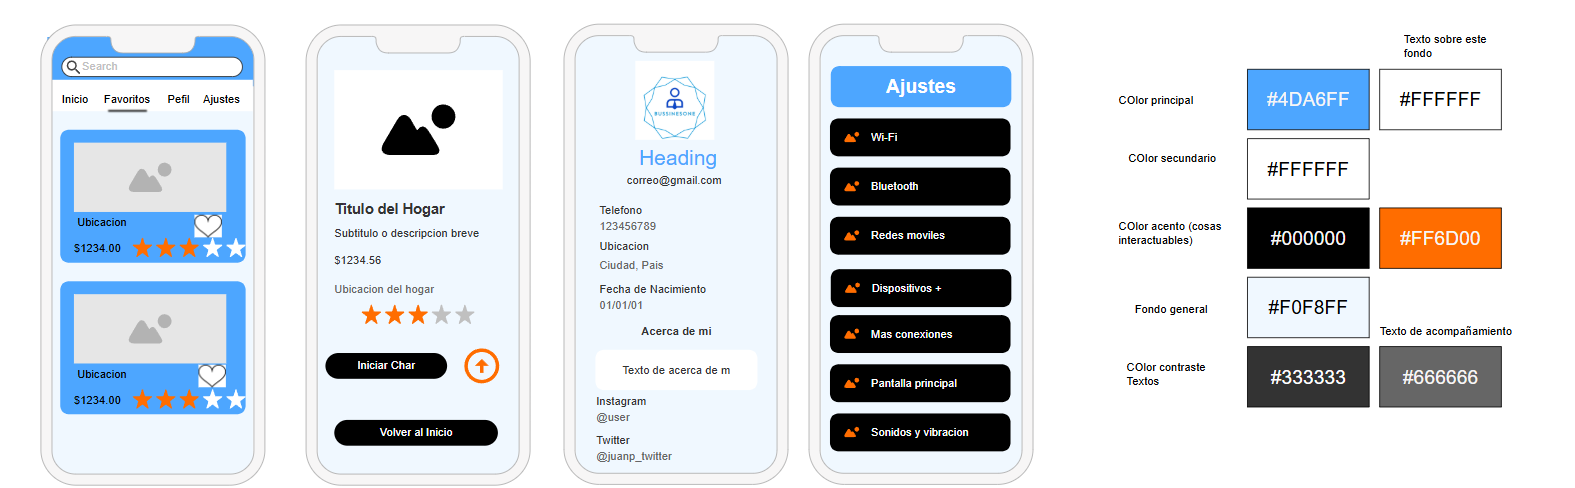 Search
Inicio Favoritos Pefil Ajustes
Ubicacion
$1234.00
Ubicacion
$1234.00
Titulo del Hogar
Subtitulo o descripcion breve
$1234.56
Ubicacion del hogar
Iniciar Char
Volver al Inicio
BUSSINESONE
Heading
correo@gmail.com
Telefono
123456789
Ubicacion
Ciudad, Pais
Fecha de Nacimiento
01/01/01
Acerca de mi
Texto de acerca de m
Instagram
@user
Twitter
@juanp_twitter
Ajustes
Wi-Fi
Bluetooth
Redes moviles
Dispositivos +
Mas conexiones
Pantalla principal
Sonidos y vibracion
Texto sobre este
fondo
COlor principal
#4DA6FF
#FFFFFF
COlor secundario
#FFFFFF
COlor acento (cosas
interactuables)
#000000
#FF6D00
Fondo general
#F0F8FF
Texto de acompañamiento
COlor contraste
Textos
#333333
#666666